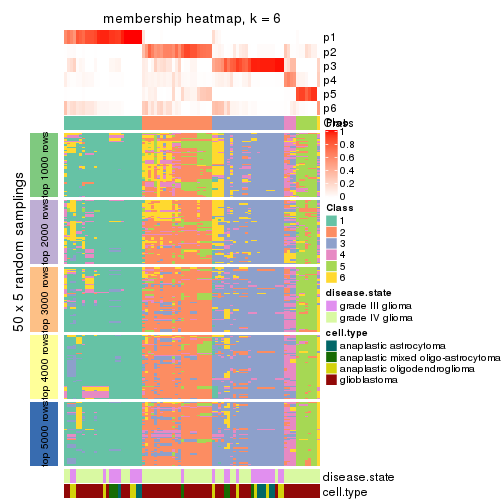 membership heatmap, k = 6
p1
p2
p3
p4
p5
p6
Class
Prob
1
0.8
0.6
0.4
0.2
0
Class
1
2
3
4
5
6
disease.state
grade III glioma
grade IV glioma
cell.type
anaplastic astrocytoma
anaplastic mixed oligo-astrocytoma
anaplastic oligodendroglioma
glioblastoma
50 x 5 random samplings
top 1000 rows
top 2000 rows
top 3000 rows
top 4000 rows
top 5000 rows
disease.state
cell.type